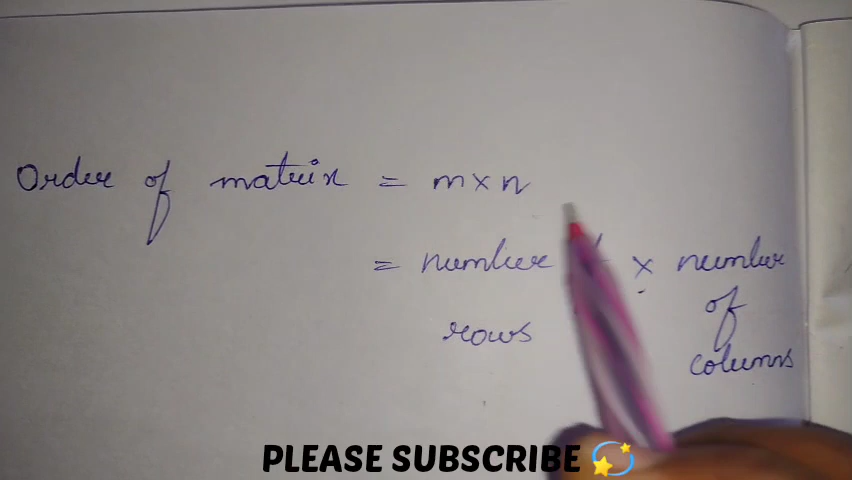 Order of matrix = m × n
= number × number
rows of
columns
PLEASE SUBSCRIBE